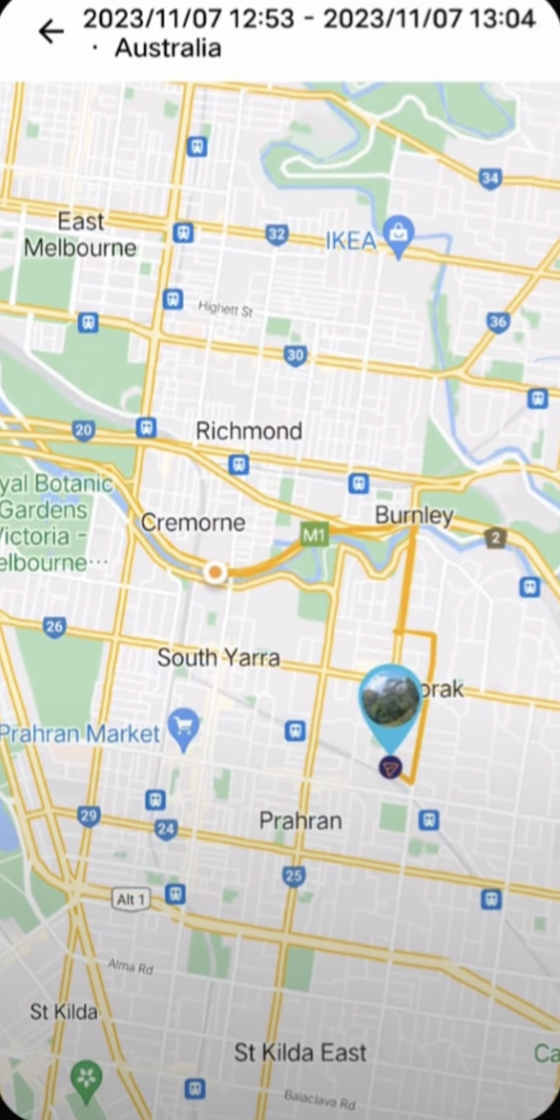 2023/11/07 12:53 - 2023/11/07 13:04
· Australia
34
East
Melbourne
32
IKEA
Highett St
36
30
20
Richmond
yal Botanic
Gardens
Victoria -
elbourne…
Cremorne
M1
Burnley
2
26
South Yarra
orak
Prahran Market
29
24
Prahran
25
Alt 1
Alma Rd
St Kilda
St Kilda East
Ca
Balaclava Rd